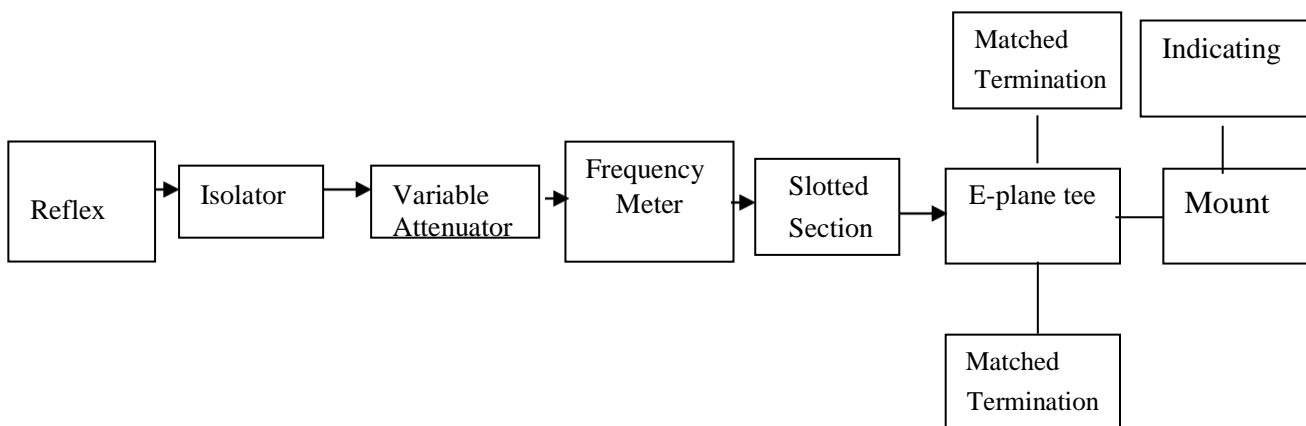 Reflex
Isolator
Variable
Attenuator
Frequency
Meter
Slotted
Section
Matched
Termination
E-plane tee
Matched
Termination
Indicating
Mount